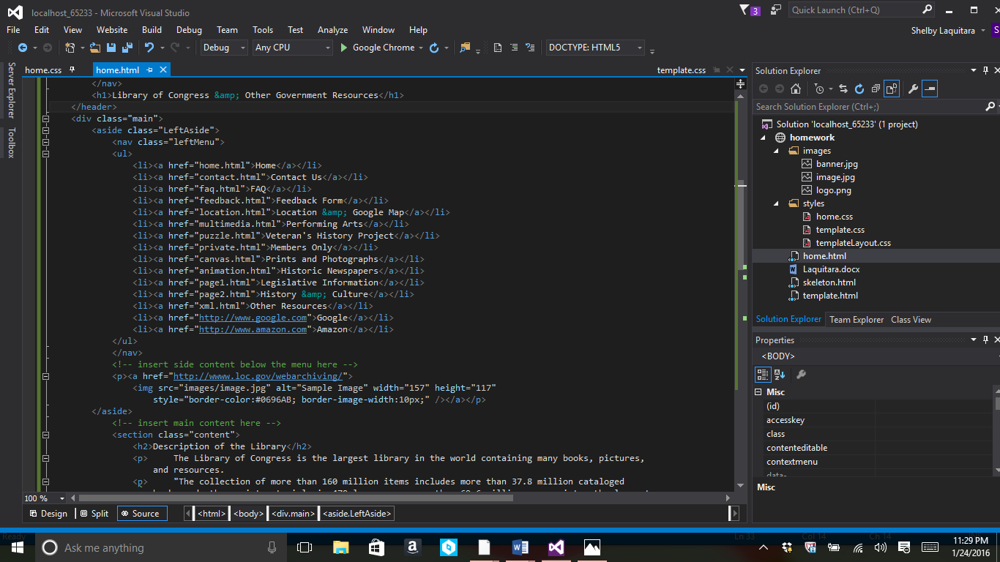 localhost_65233 - Microsoft Visual Studio
3
Quick Launch (Ctrl+Q)
File Edit View Website Build Debug Team Tools Test Analyze Window Help
Shelby Laquitara
S
Debug Any CPU Google Chrome DOCTYPE: HTML5
Server Explorer
Toolbox
home.css home.html template.css
</nav>
<h1>Library of Congress &amp; Other Government Resources</h1>
</header>
<div class="main">
<aside class="LeftAside">
<nav class="leftMenu">
<ul>
<li><a href="home.html">Home</a></li>
<li><a href="contact.html">Contact Us</a></li>
<li><a href="faq.html">FAQ</a></li>
<li><a href="feedback.html">Feedback Form</a></li>
<li><a href="location.html">Location &amp; Google Map</a></li>
<li><a href="multimedia.html">Performing Arts</a></li>
<li><a href="puzzle.html">Veteran's History Project</a></li>
<li><a href="private.html">Members Only</a></li>
<li><a href="canvas.html">Prints and Photographs</a></li>
<li><a href="animation.html">Historic Newspapers</a></li>
<li><a href="page1.html">Legislative Information</a></li>
<li><a href="page2.html">History &amp; Culture</a></li>
<li><a href="xml.html">Other Resources</a></li>
<li><a href="http://www.google.com">Google</a></li>
<li><a href="http://www.amazon.com">Amazon</a></li>
</ul>
</nav>
<!-- insert side content below the menu here -->
<p><a href="http://wwww.loc.gov/webarchiving/">
<img src="images/image.jpg" alt="Sample Image" width="157" height="117"
style="border-color:#0696AB; border-image-width:10px;" /></a></p>
</aside>
<!-- insert main content here -->
<section class="content">
<h2>Description of the Library</h2>
<p> The Library of Congress is the largest library in the world containing many books, pictures,
and resources.
<p> "The collection of more than 160 million items includes more than 37.8 million cataloged
100 %
Design Split Source <html> <body> <div.main> <aside.LeftAside>
Solution Explorer
Search Solution Explorer (Ctrl+;)
Solution 'localhost_65233' (1 project)
homework
images
banner.jpg
image.jpg
logo.png
styles
home.css
template.css
templateLayout.css
home.html
Laquitara.docx
skeleton.html
template.html
Solution Explorer Team Explorer Class View
Properties
<BODY>
Misc
(id)
accesskey
class
contenteditable
contextmenu
data-
Misc
Ready Ln 33 Col 14 Ch 14
Ask me anything
11:29 PM
1/24/2016